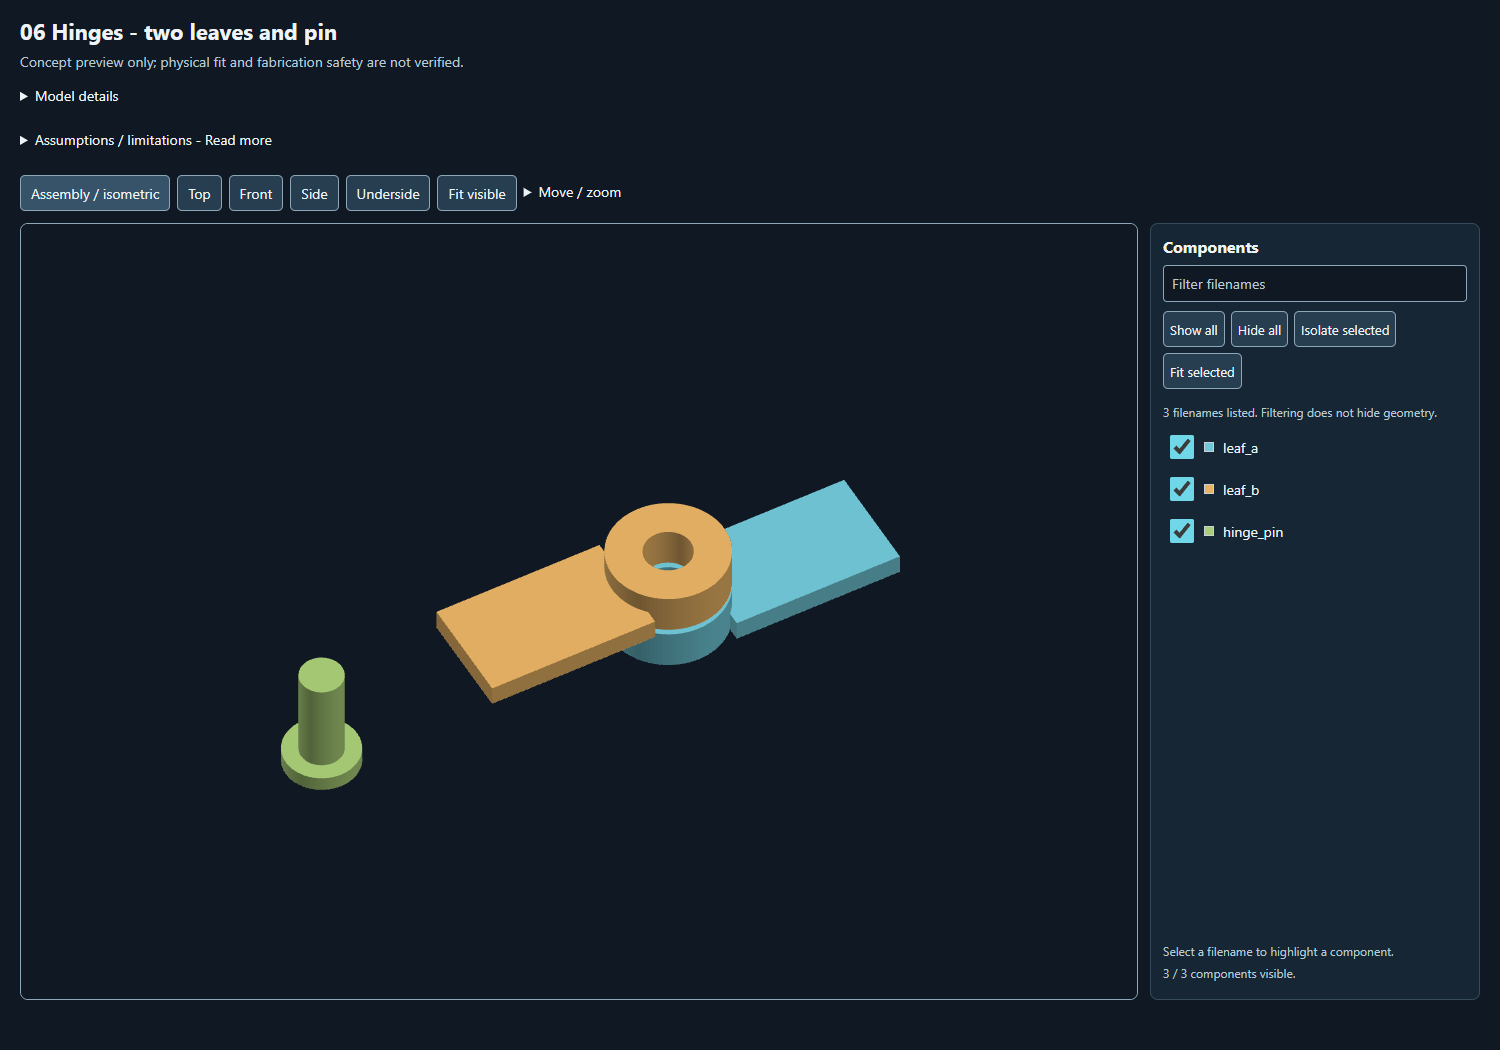 06 Hinges - two leaves and pin
Concept preview only; physical fit and fabrication safety are not verified.
Model details
Assumptions / limitations - Read more
Assembly / isometric Top Front Side Underside Fit visible Move / zoom
Components
Filter filenames
Show all Hide all Isolate selected
Fit selected
3 filenames listed. Filtering does not hide geometry.
leaf_a
leaf_b
hinge_pin
Select a filename to highlight a component.
3 / 3 components visible.